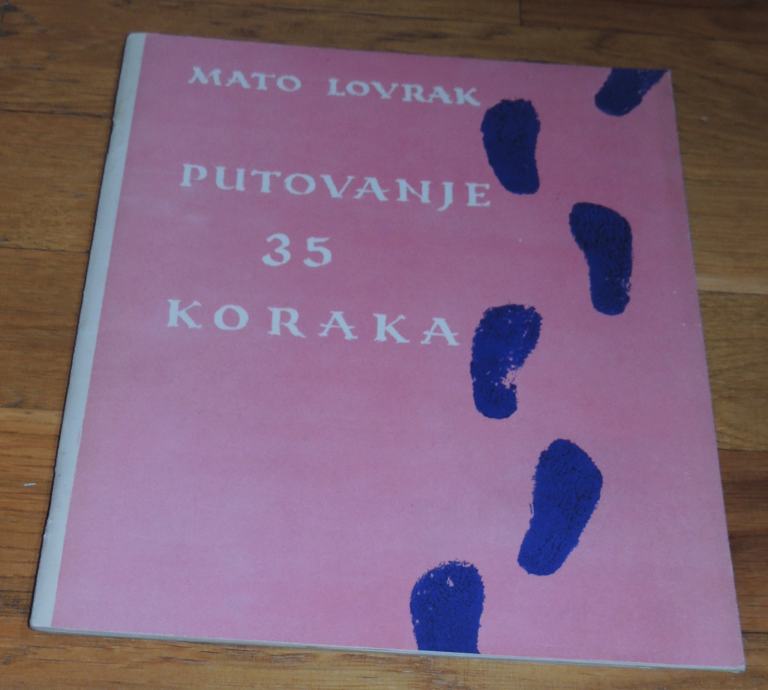 MATO LOVRAK
PUTOVANJE
35
KORAKA